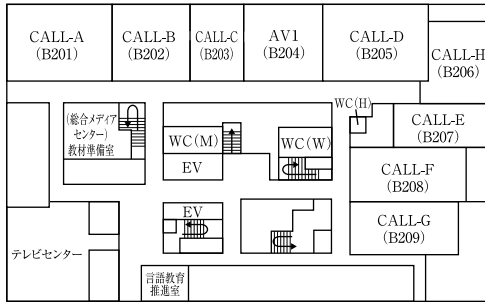 CALL-A
(B201)
CALL-B
(B202)
CALL-C
(B203)
AV1
(B204)
CALL-D
(B205)
CALL-H
(B206)
WC(H)
CALL-E
(B207)
(総合メディア
センター)
教材準備室
WC(M)
EV
WC(W)
CALL-F
(B208)
EV
CALL-G
(B209)
テレビセンター
言語教育
推進室